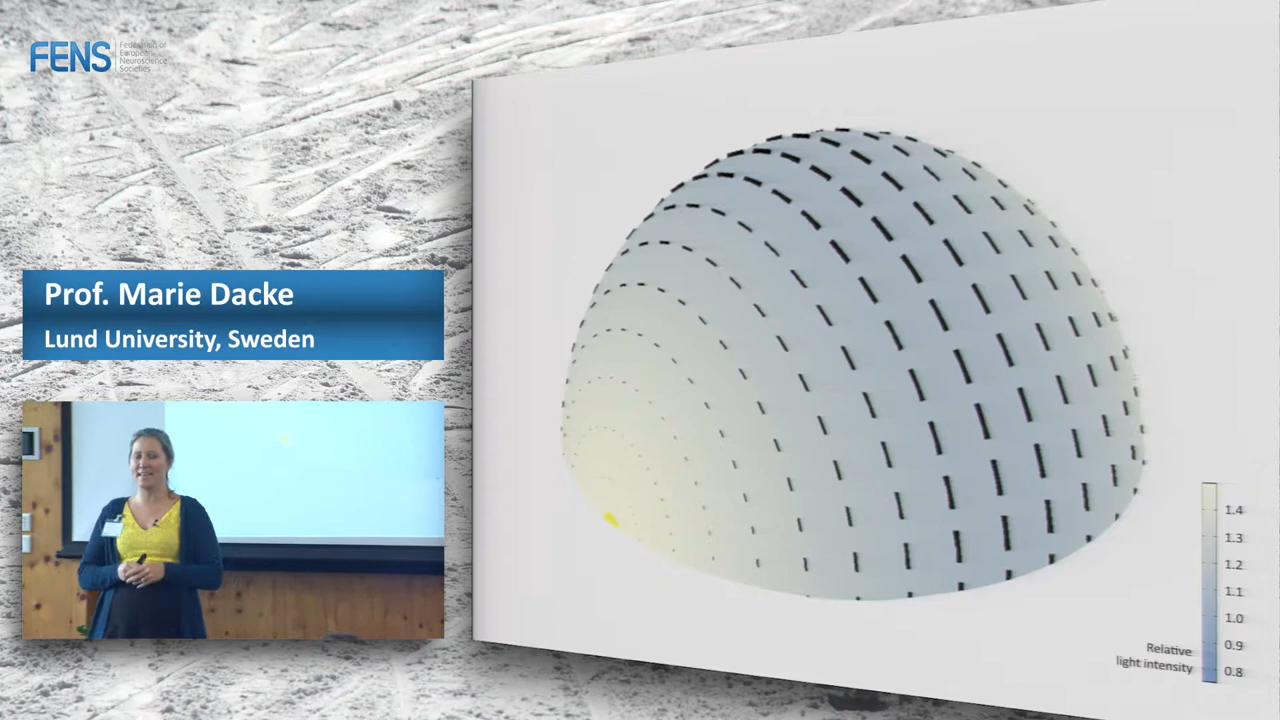 FENS
Federation of
European
Neuroscience
Societies
Prof. Marie Dacke
Lund University, Sweden
1.4
1.3
1.2
1.1
1.0
0.9
0.8
Relative
light intensity